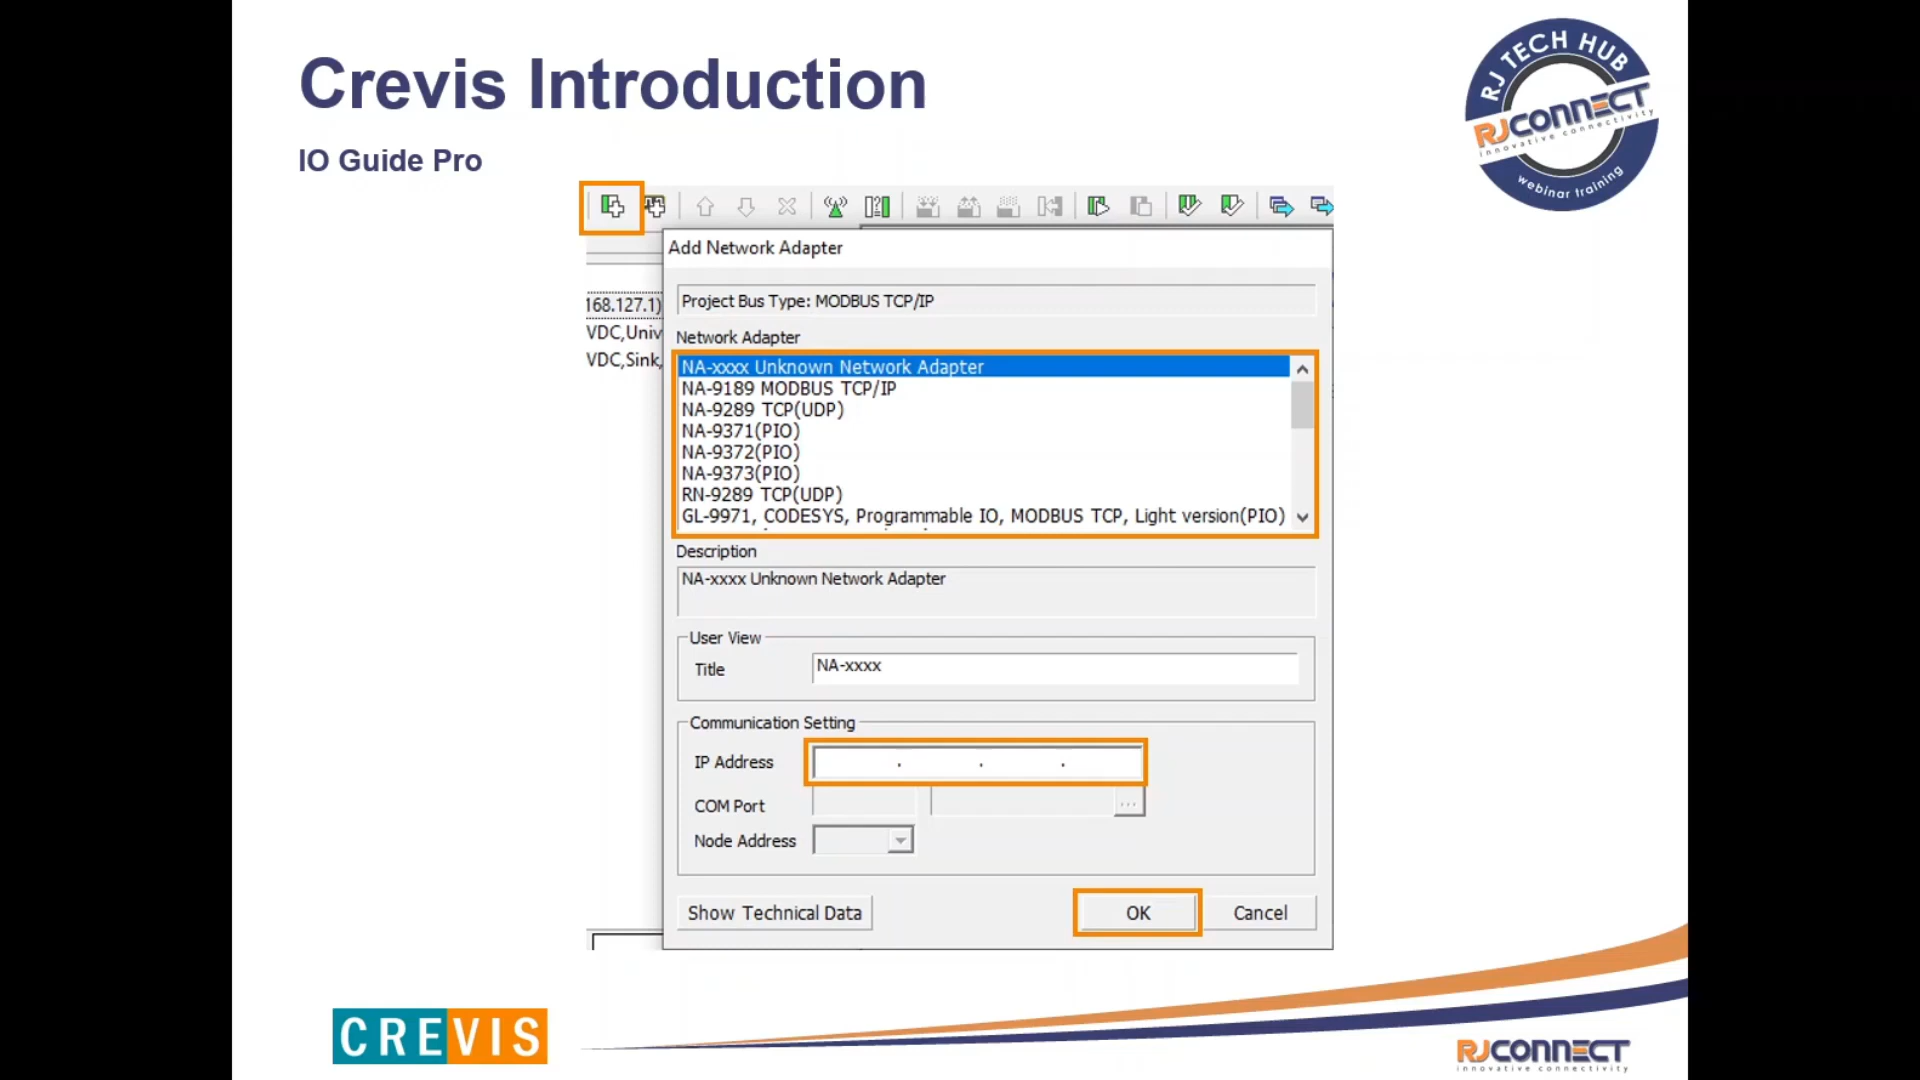 Crevis Introduction
IO Guide Pro
RJ TECH HUB
RJCONNECT
innovative connectivity
webinar training
Add Network Adapter
Project Bus Type: MODBUS TCP/IP
168.127.1)
VDC,Univ
VDC,Sink,
Network Adapter
NA-xxxx Unknown Network Adapter
NA-9189 MODBUS TCP/IP
NA-9289 TCP(UDP)
NA-9371(PIO)
NA-9372(PIO)
NA-9373(PIO)
RN-9289 TCP(UDP)
GL-9971, CODESYS, Programmable IO, MODBUS TCP, Light version(PIO)
Description
NA-xxxx Unknown Network Adapter
User View
Title NA-xxxx
Communication Setting
IP Address . . .
COM Port ...
Node Address
Show Technical Data OK Cancel
CREVIS
RJCONNECT
innovative connectivity